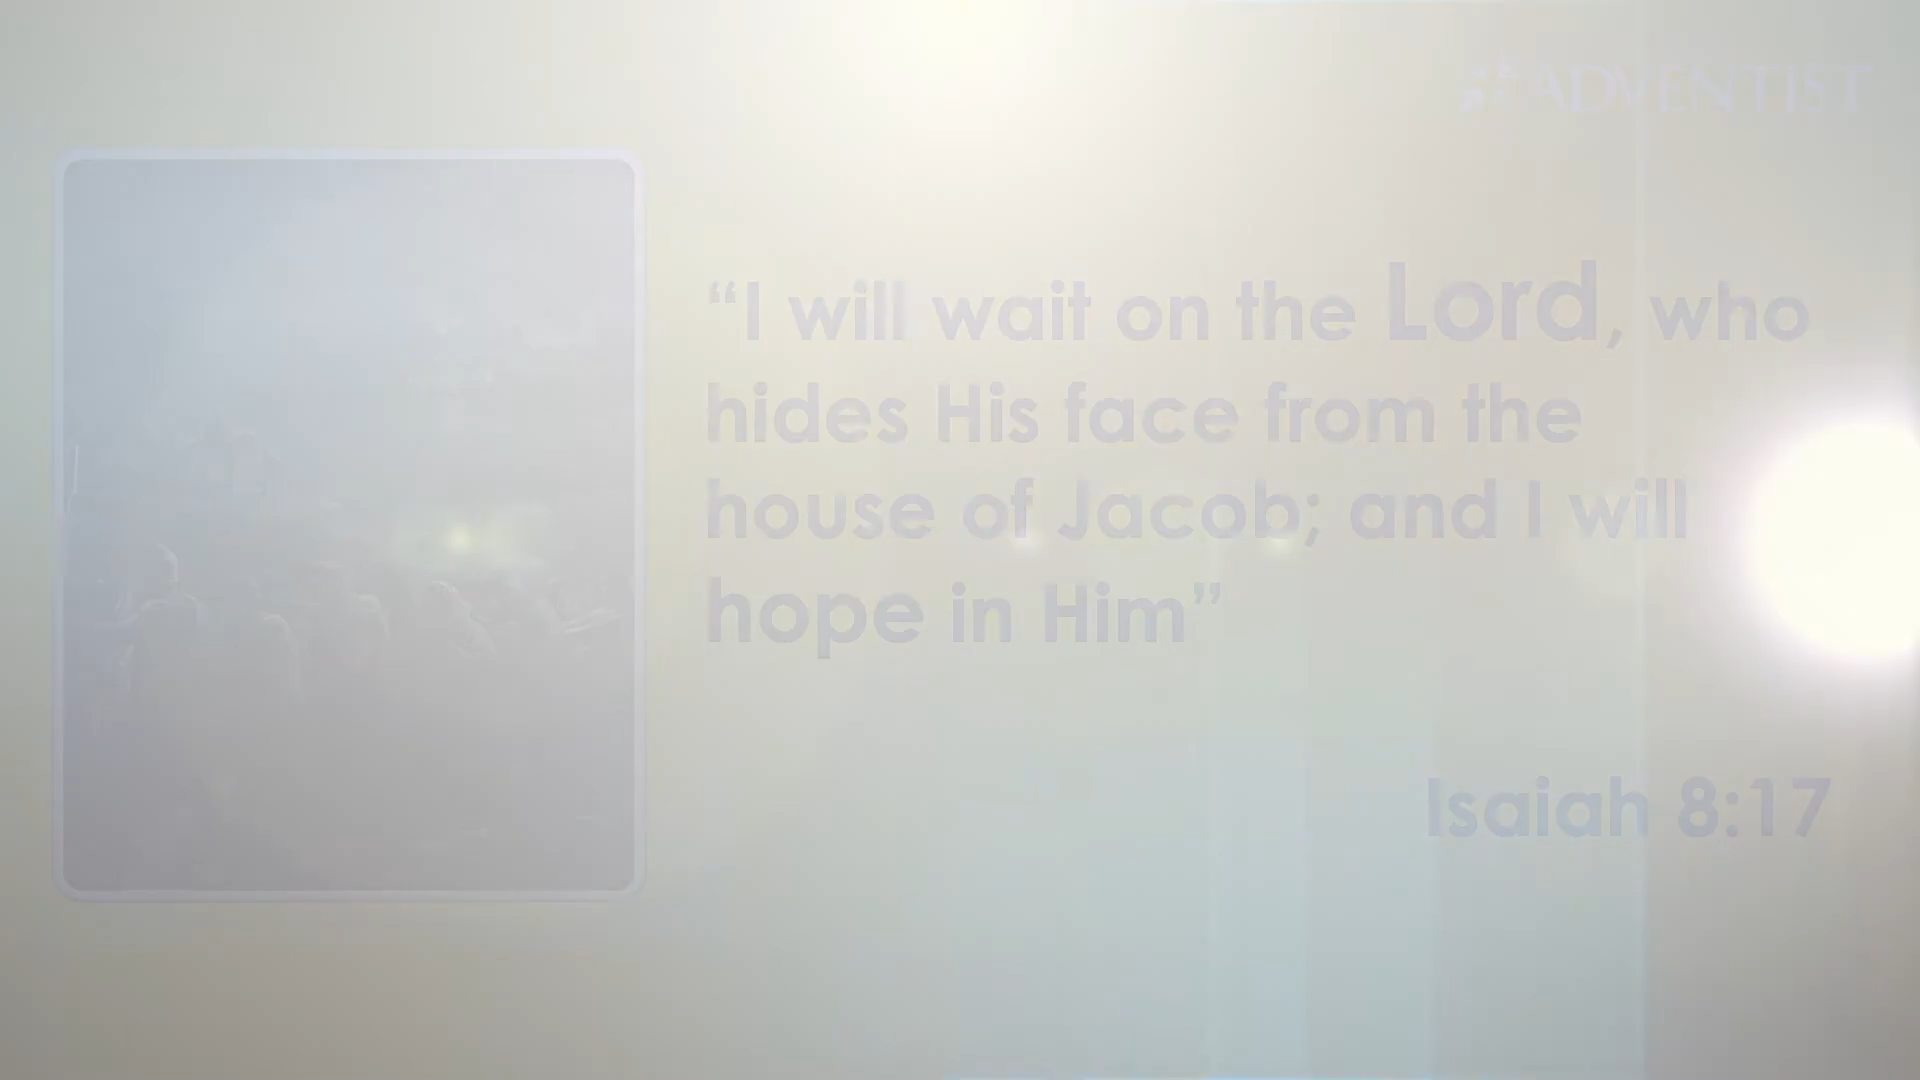 ADVENTIST
“I will wait on the Lord, who
hides His face from the
house of Jacob; and I will
hope in Him”
Isaiah 8:17